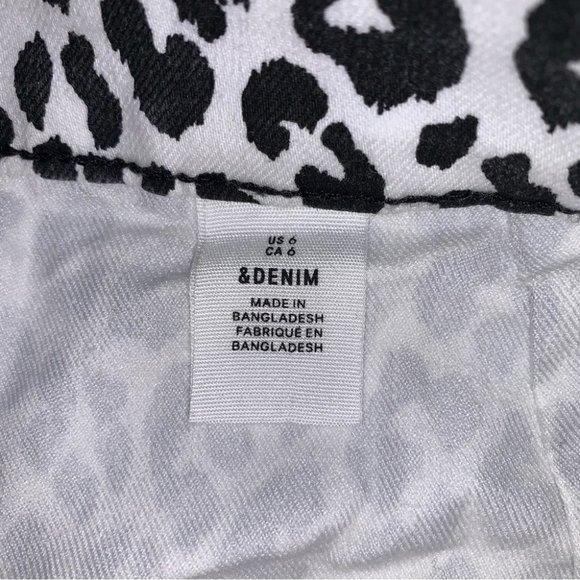 US 6
CA 6
&DENIM
MADE IN
BANGLADESH
FABRIQUÉ EN
BANGLADESH